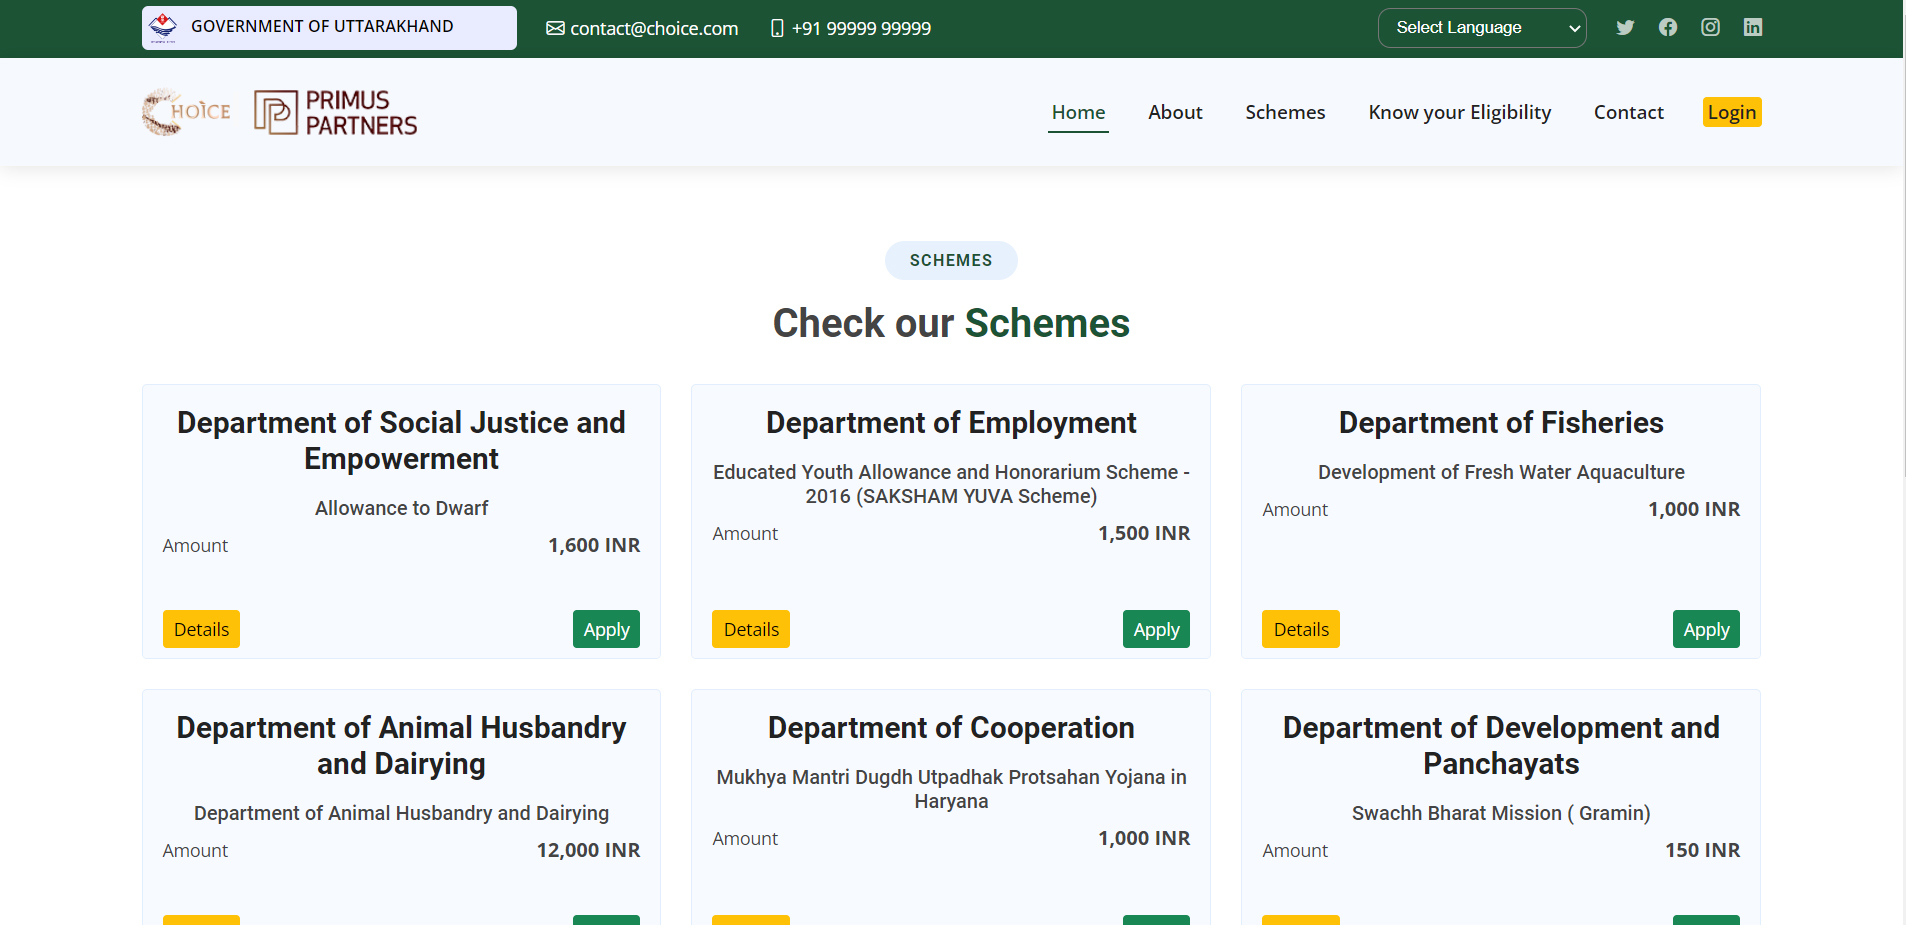 GOVERNMENT OF UTTARAKHAND
contact@choice.com
+91 99999 99999
Select Language
CHOICE
PRIMUS
PARTNERS
Home
About
Schemes
Know your Eligibility
Contact
Login
SCHEMES
Check our Schemes
Department of Social Justice and
Empowerment
Allowance to Dwarf
Amount
1,600 INR
Details
Apply
Department of Employment
Educated Youth Allowance and Honorarium Scheme -
2016 (SAKSHAM YUVA Scheme)
Amount
1,500 INR
Details
Apply
Department of Fisheries
Development of Fresh Water Aquaculture
Amount
1,000 INR
Details
Apply
Department of Animal Husbandry
and Dairying
Department of Animal Husbandry and Dairying
Amount
12,000 INR
Department of Cooperation
Mukhya Mantri Dugdh Utpadhak Protsahan Yojana in
Haryana
Amount
1,000 INR
Department of Development and
Panchayats
Swachh Bharat Mission ( Gramin)
Amount
150 INR